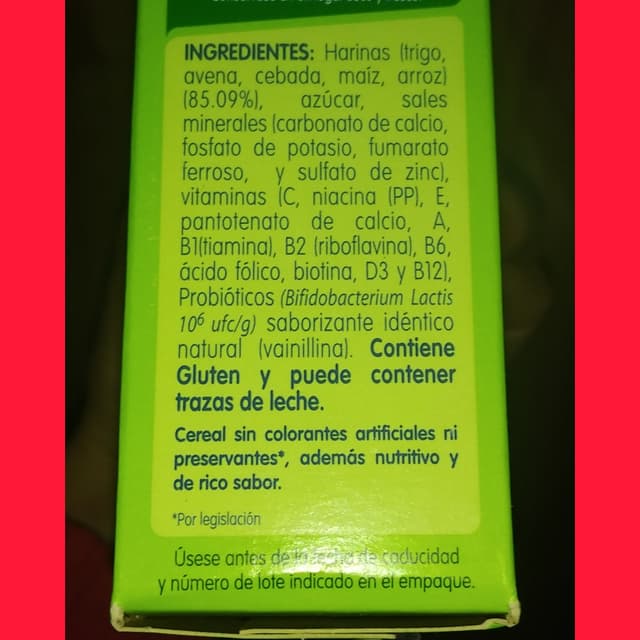 INGREDIENTES: Harinas (trigo,
avena, cebada, maíz, arroz)
(85.09%), azúcar, sales
minerales (carbonato de calcio,
fosfato de potasio, fumarato
ferroso, y sulfato de zinc),
vitaminas (C, niacina (PP), E,
pantotenato de calcio, A,
B1(tiamina), B2 (riboflavina), B6,
ácido fólico, biotina, D3 y B12),
Probióticos (Bifidobacterium Lactis
10⁶ ufc/g) saborizante idéntico
natural (vainillina). Contiene
Gluten y puede contener
trazas de leche.
Cereal sin colorantes artificiales ni
preservantes*, además nutritivo y
de rico sabor.
*Por legislación
Úsese antes de la fecha de caducidad
y número de lote indicado en el empaque.